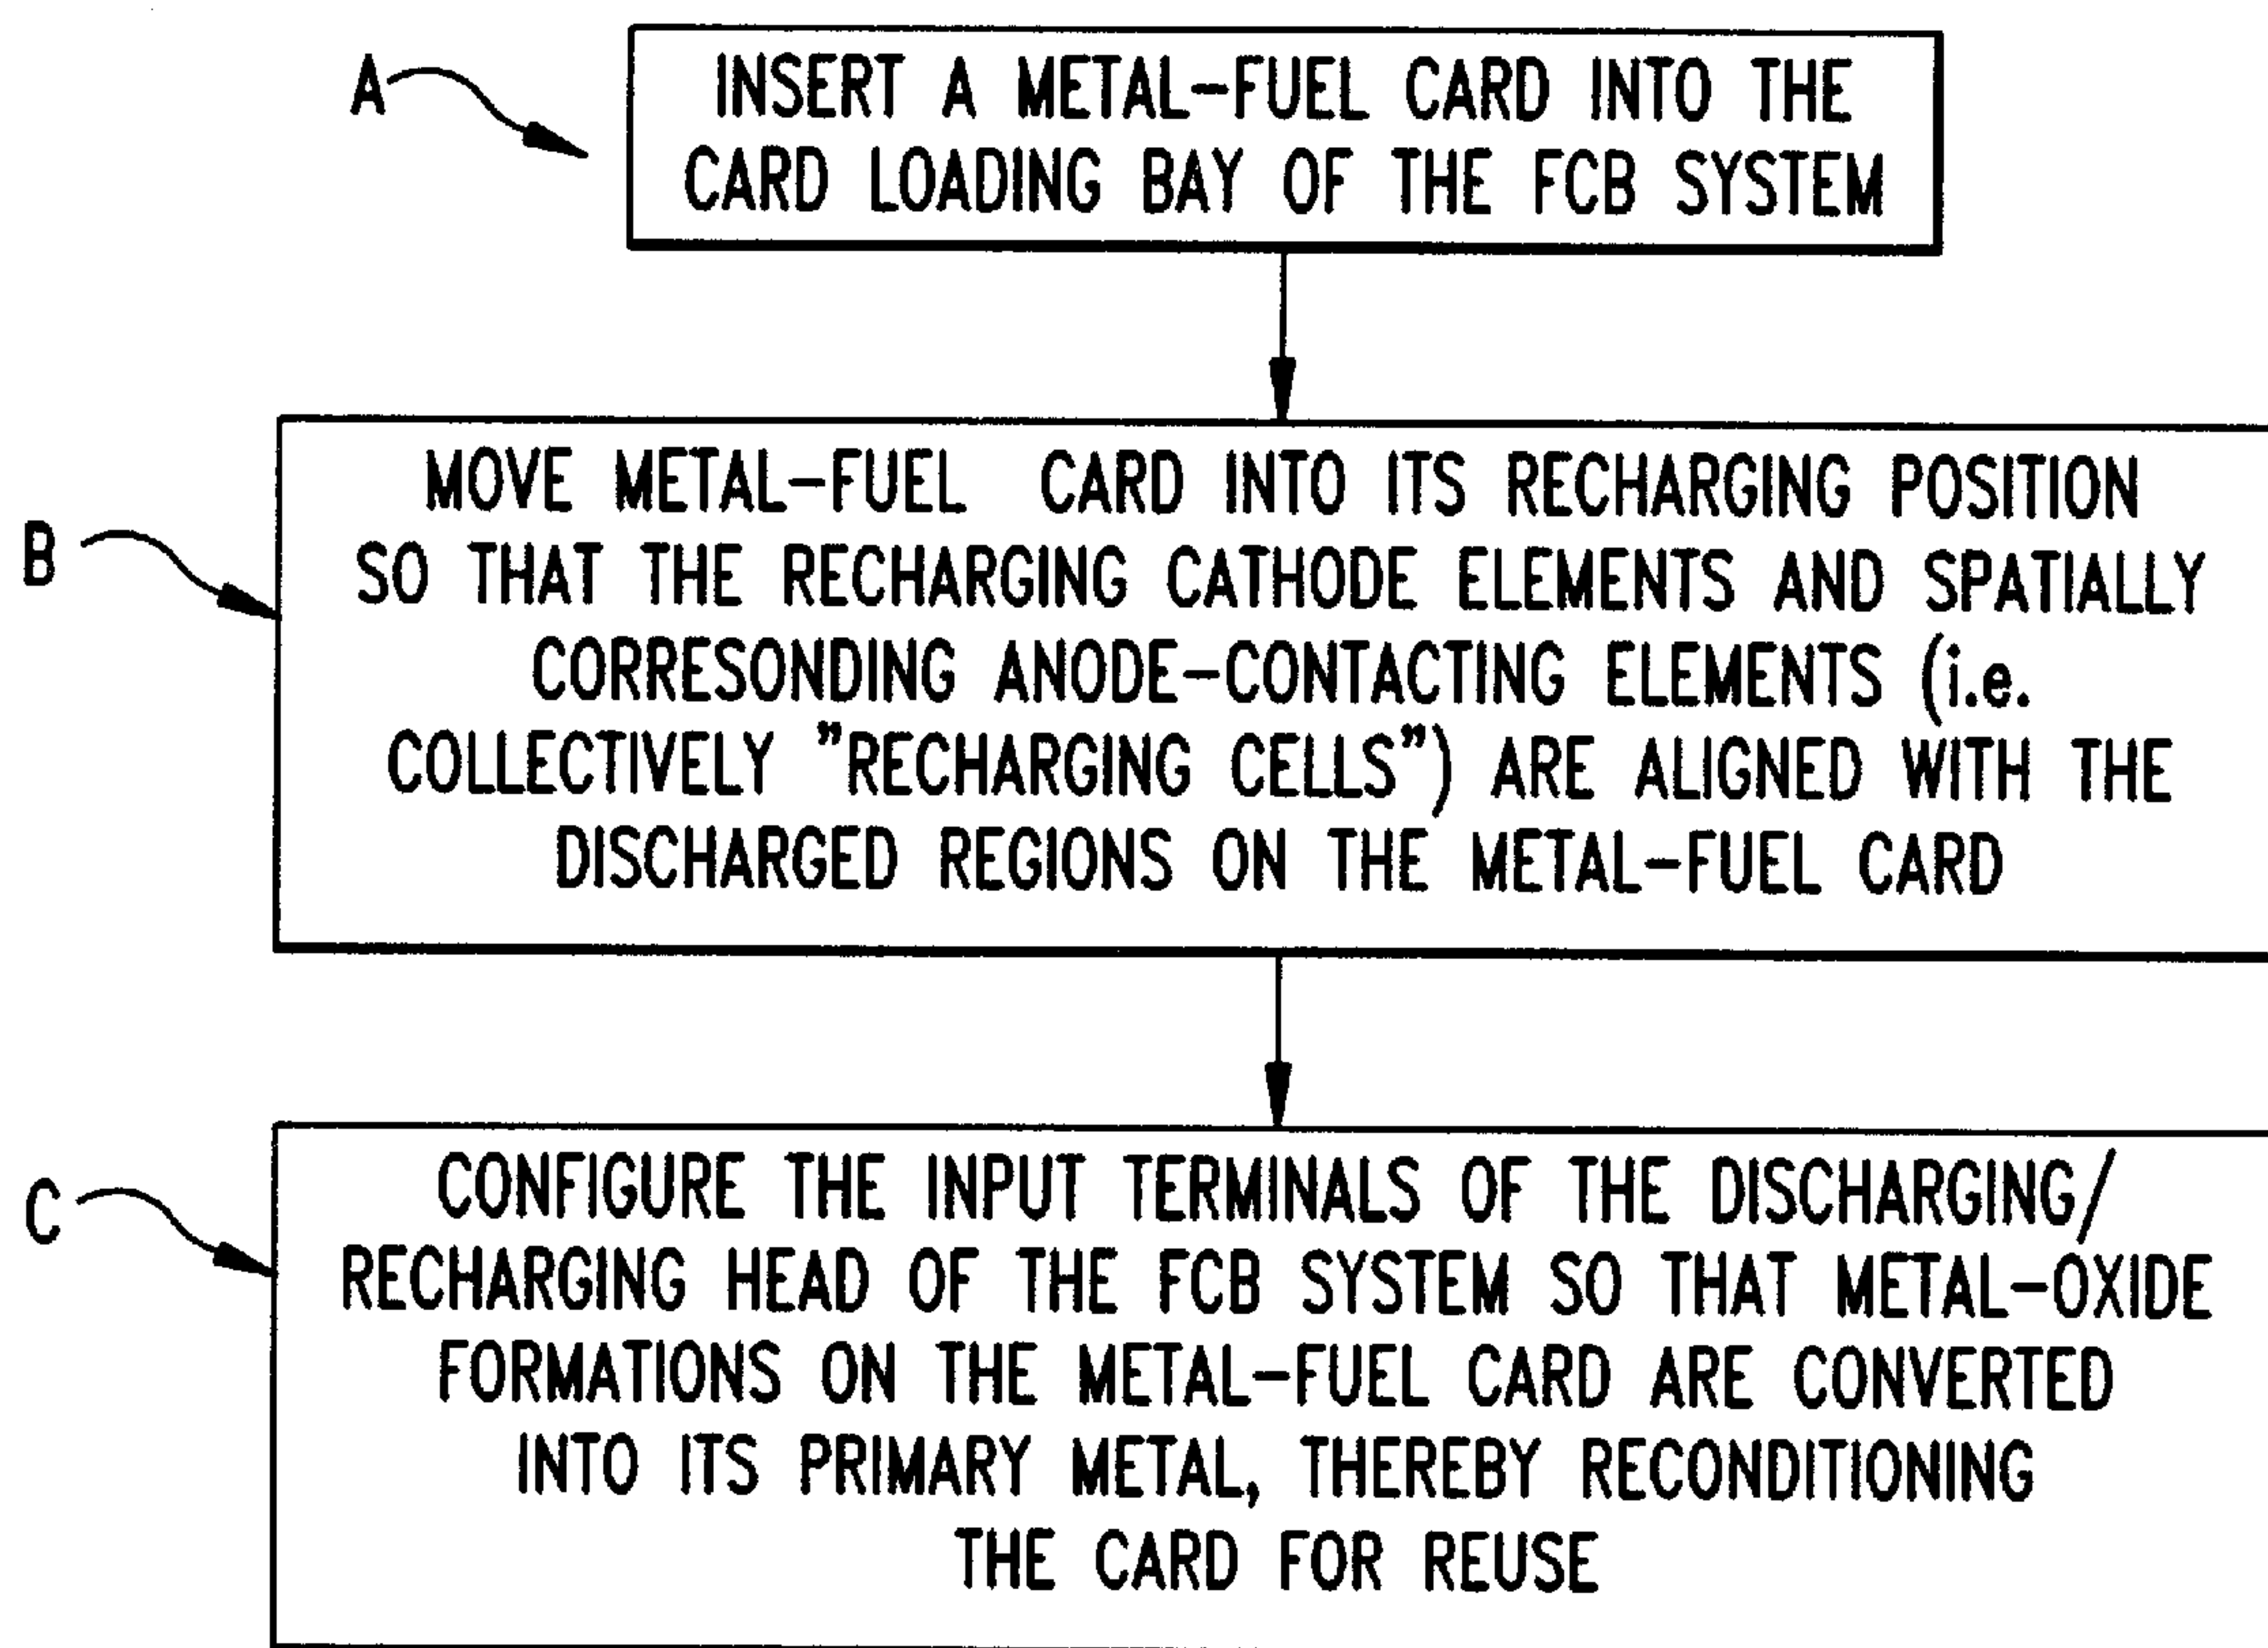 A
INSERT A METAL-FUEL CARD INTO THE
CARD LOADING BAY OF THE FCB SYSTEM
B
MOVE METAL-FUEL CARD INTO ITS RECHARGING POSITION
SO THAT THE RECHARGING CATHODE ELEMENTS AND SPATIALLY
CORRESONDING ANODE-CONTACTING ELEMENTS (i.e.
COLLECTIVELY "RECHARGING CELLS") ARE ALIGNED WITH THE
DISCHARGED REGIONS ON THE METAL-FUEL CARD
C
CONFIGURE THE INPUT TERMINALS OF THE DISCHARGING/
RECHARGING HEAD OF THE FCB SYSTEM SO THAT METAL-OXIDE
FORMATIONS ON THE METAL-FUEL CARD ARE CONVERTED
INTO ITS PRIMARY METAL, THEREBY RECONDITIONING
THE CARD FOR REUSE